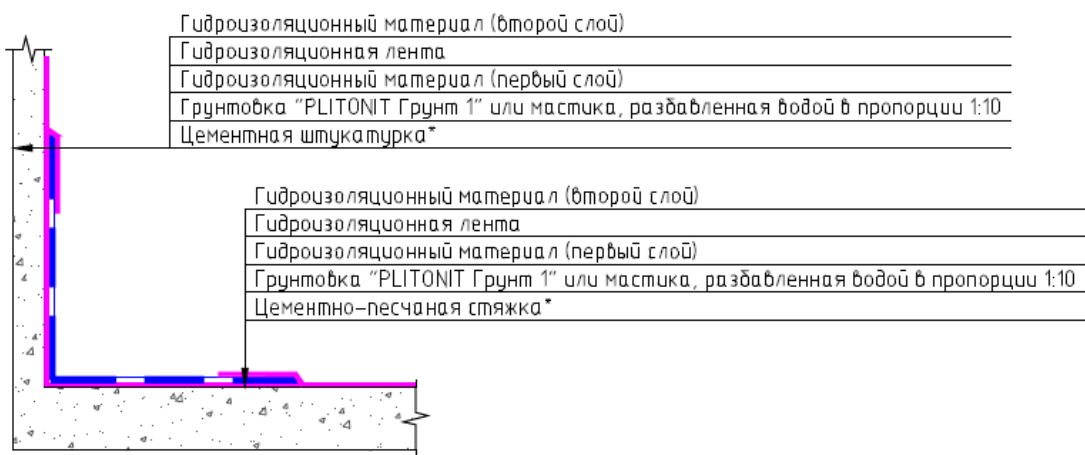 Гидроизоляционный материал (второй слой)
Гидроизоляционная лента
Гидроизоляционный материал (первый слой)
Грунтовка "PLITONIT Грунт 1" или мастика, разбавленная водой в пропорции 1:10
Цементная штукатурка*
Гидроизоляционный материал (второй слой)
Гидроизоляционная лента
Гидроизоляционный материал (первый слой)
Грунтовка "PLITONIT Грунт 1" или мастика, разбавленная водой в пропорции 1:10
Цементно-песчаная стяжка*